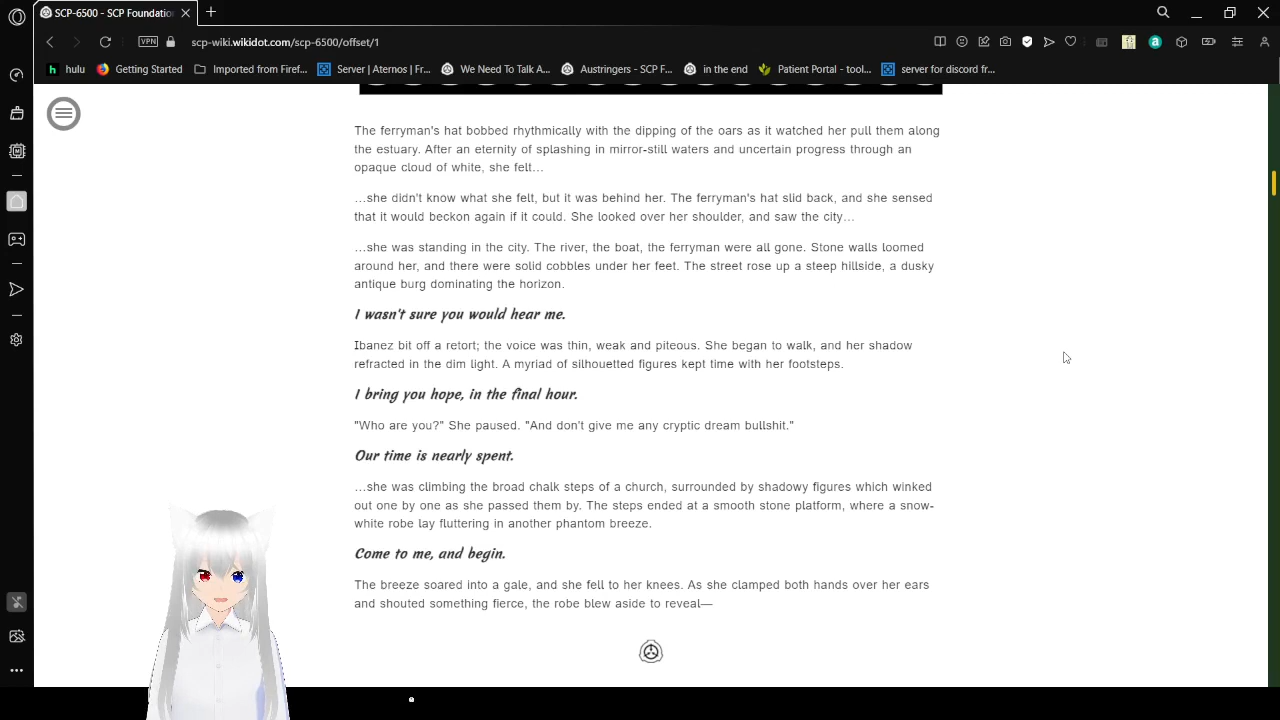 SCP-6500 - SCP Foundatio
scp-wiki.wikidot.com/scp-6500/offset/1
VPN
hulu
Getting Started
Imported from Firef...
Server | Aternos | Fr...
We Need To Talk A...
Austringers - SCP F...
in the end
Patient Portal - tool...
server for discord fr...
The ferryman's hat bobbed rhythmically with the dipping of the oars as it watched her pull them along
the estuary. After an eternity of splashing in mirror-still waters and uncertain progress through an
opaque cloud of white, she felt…
…she didn't know what she felt, but it was behind her. The ferryman's hat slid back, and she sensed
that it would beckon again if it could. She looked over her shoulder, and saw the city…
…she was standing in the city. The river, the boat, the ferryman were all gone. Stone walls loomed
around her, and there were solid cobbles under her feet. The street rose up a steep hillside, a dusky
antique burg dominating the horizon.
I wasn't sure you would hear me.
Ibanez bit off a retort; the voice was thin, weak and piteous. She began to walk, and her shadow
refracted in the dim light. A myriad of silhouetted figures kept time with her footsteps.
I bring you hope, in the final hour.
"Who are you?" She paused. "And don't give me any cryptic dream bullshit."
Our time is nearly spent.
…she was climbing the broad chalk steps of a church, surrounded by shadowy figures which winked
out one by one as she passed them by. The steps ended at a smooth stone platform, where a snow-
white robe lay fluttering in another phantom breeze.
Come to me, and begin.
The breeze soared into a gale, and she fell to her knees. As she clamped both hands over her ears
and shouted something fierce, the robe blew aside to reveal—